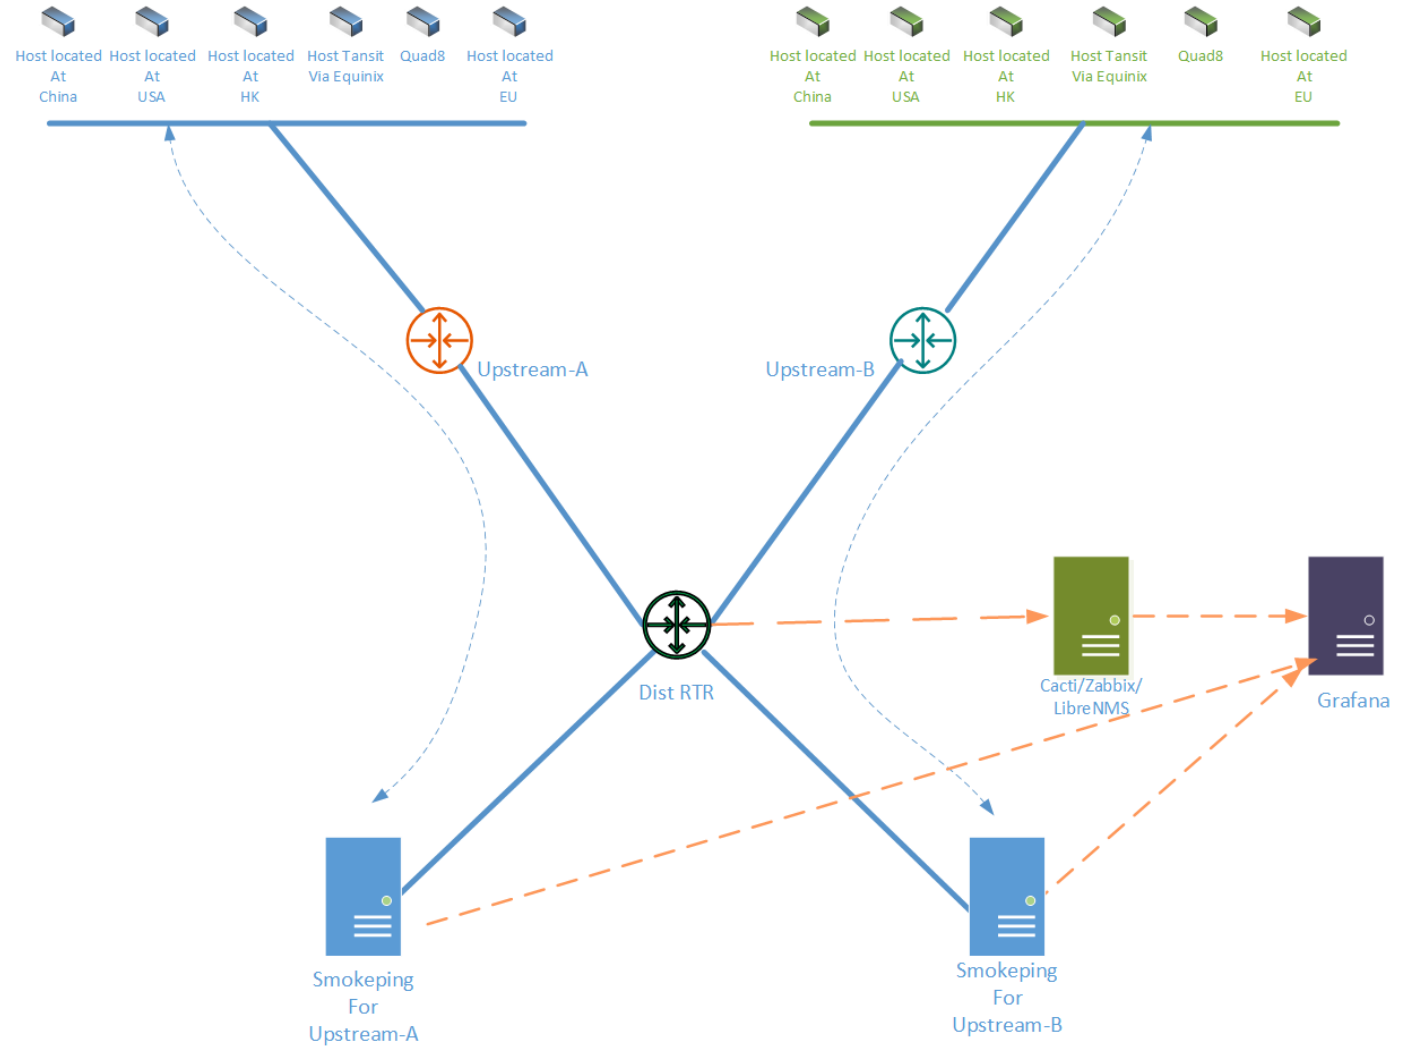 Host located
At
China
Host located
At
USA
Host located
At
HK
Host Tansit
Via Equinix
Quad8
Host located
At
EU
Host located
At
China
Host located
At
USA
Host located
At
HK
Host Tansit
Via Equinix
Quad8
Host located
At
EU
Upstream-A
Upstream-B
Dist RTR
Cacti/Zabbix/
LibreNMS
Grafana
Smokeping
For
Upstream-A
Smokeping
For
Upstream-B